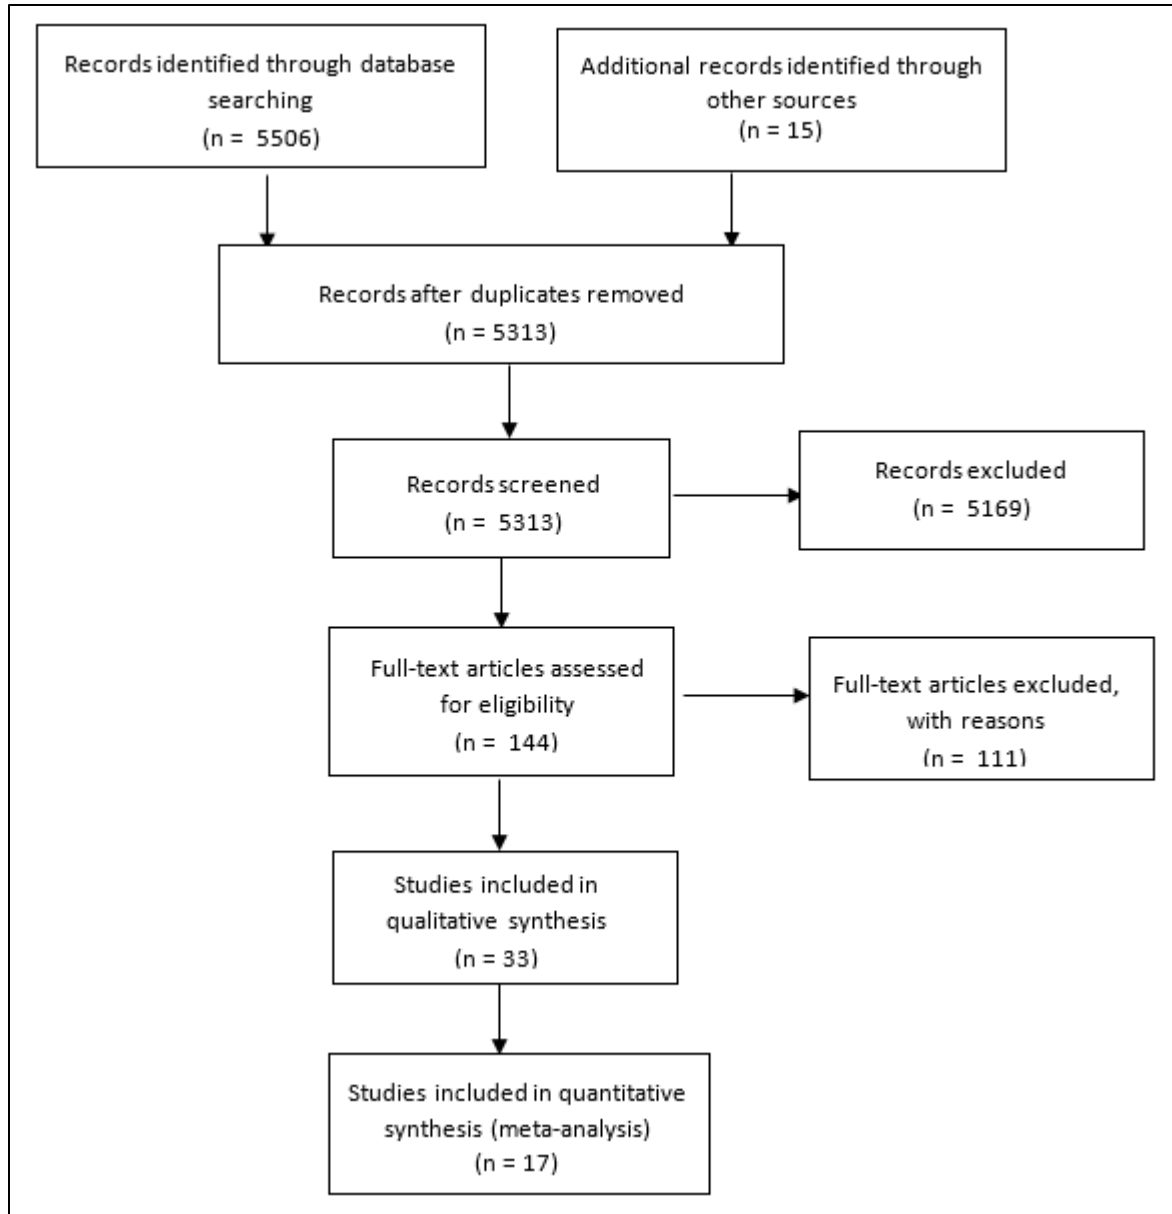 Records identified through database
searching
(n =  5506)
Additional records identified through
other sources
(n = 15)
Records after duplicates removed
(n = 5313)
Records screened
(n =  5313)
Records excluded
(n =  5169)
Full-text articles assessed
for eligibility
(n =  144)
Full-text articles excluded,
with reasons
(n =  111)
Studies included in
qualitative synthesis
(n = 33)
Studies included in quantitative
synthesis (meta-analysis)
(n = 17)